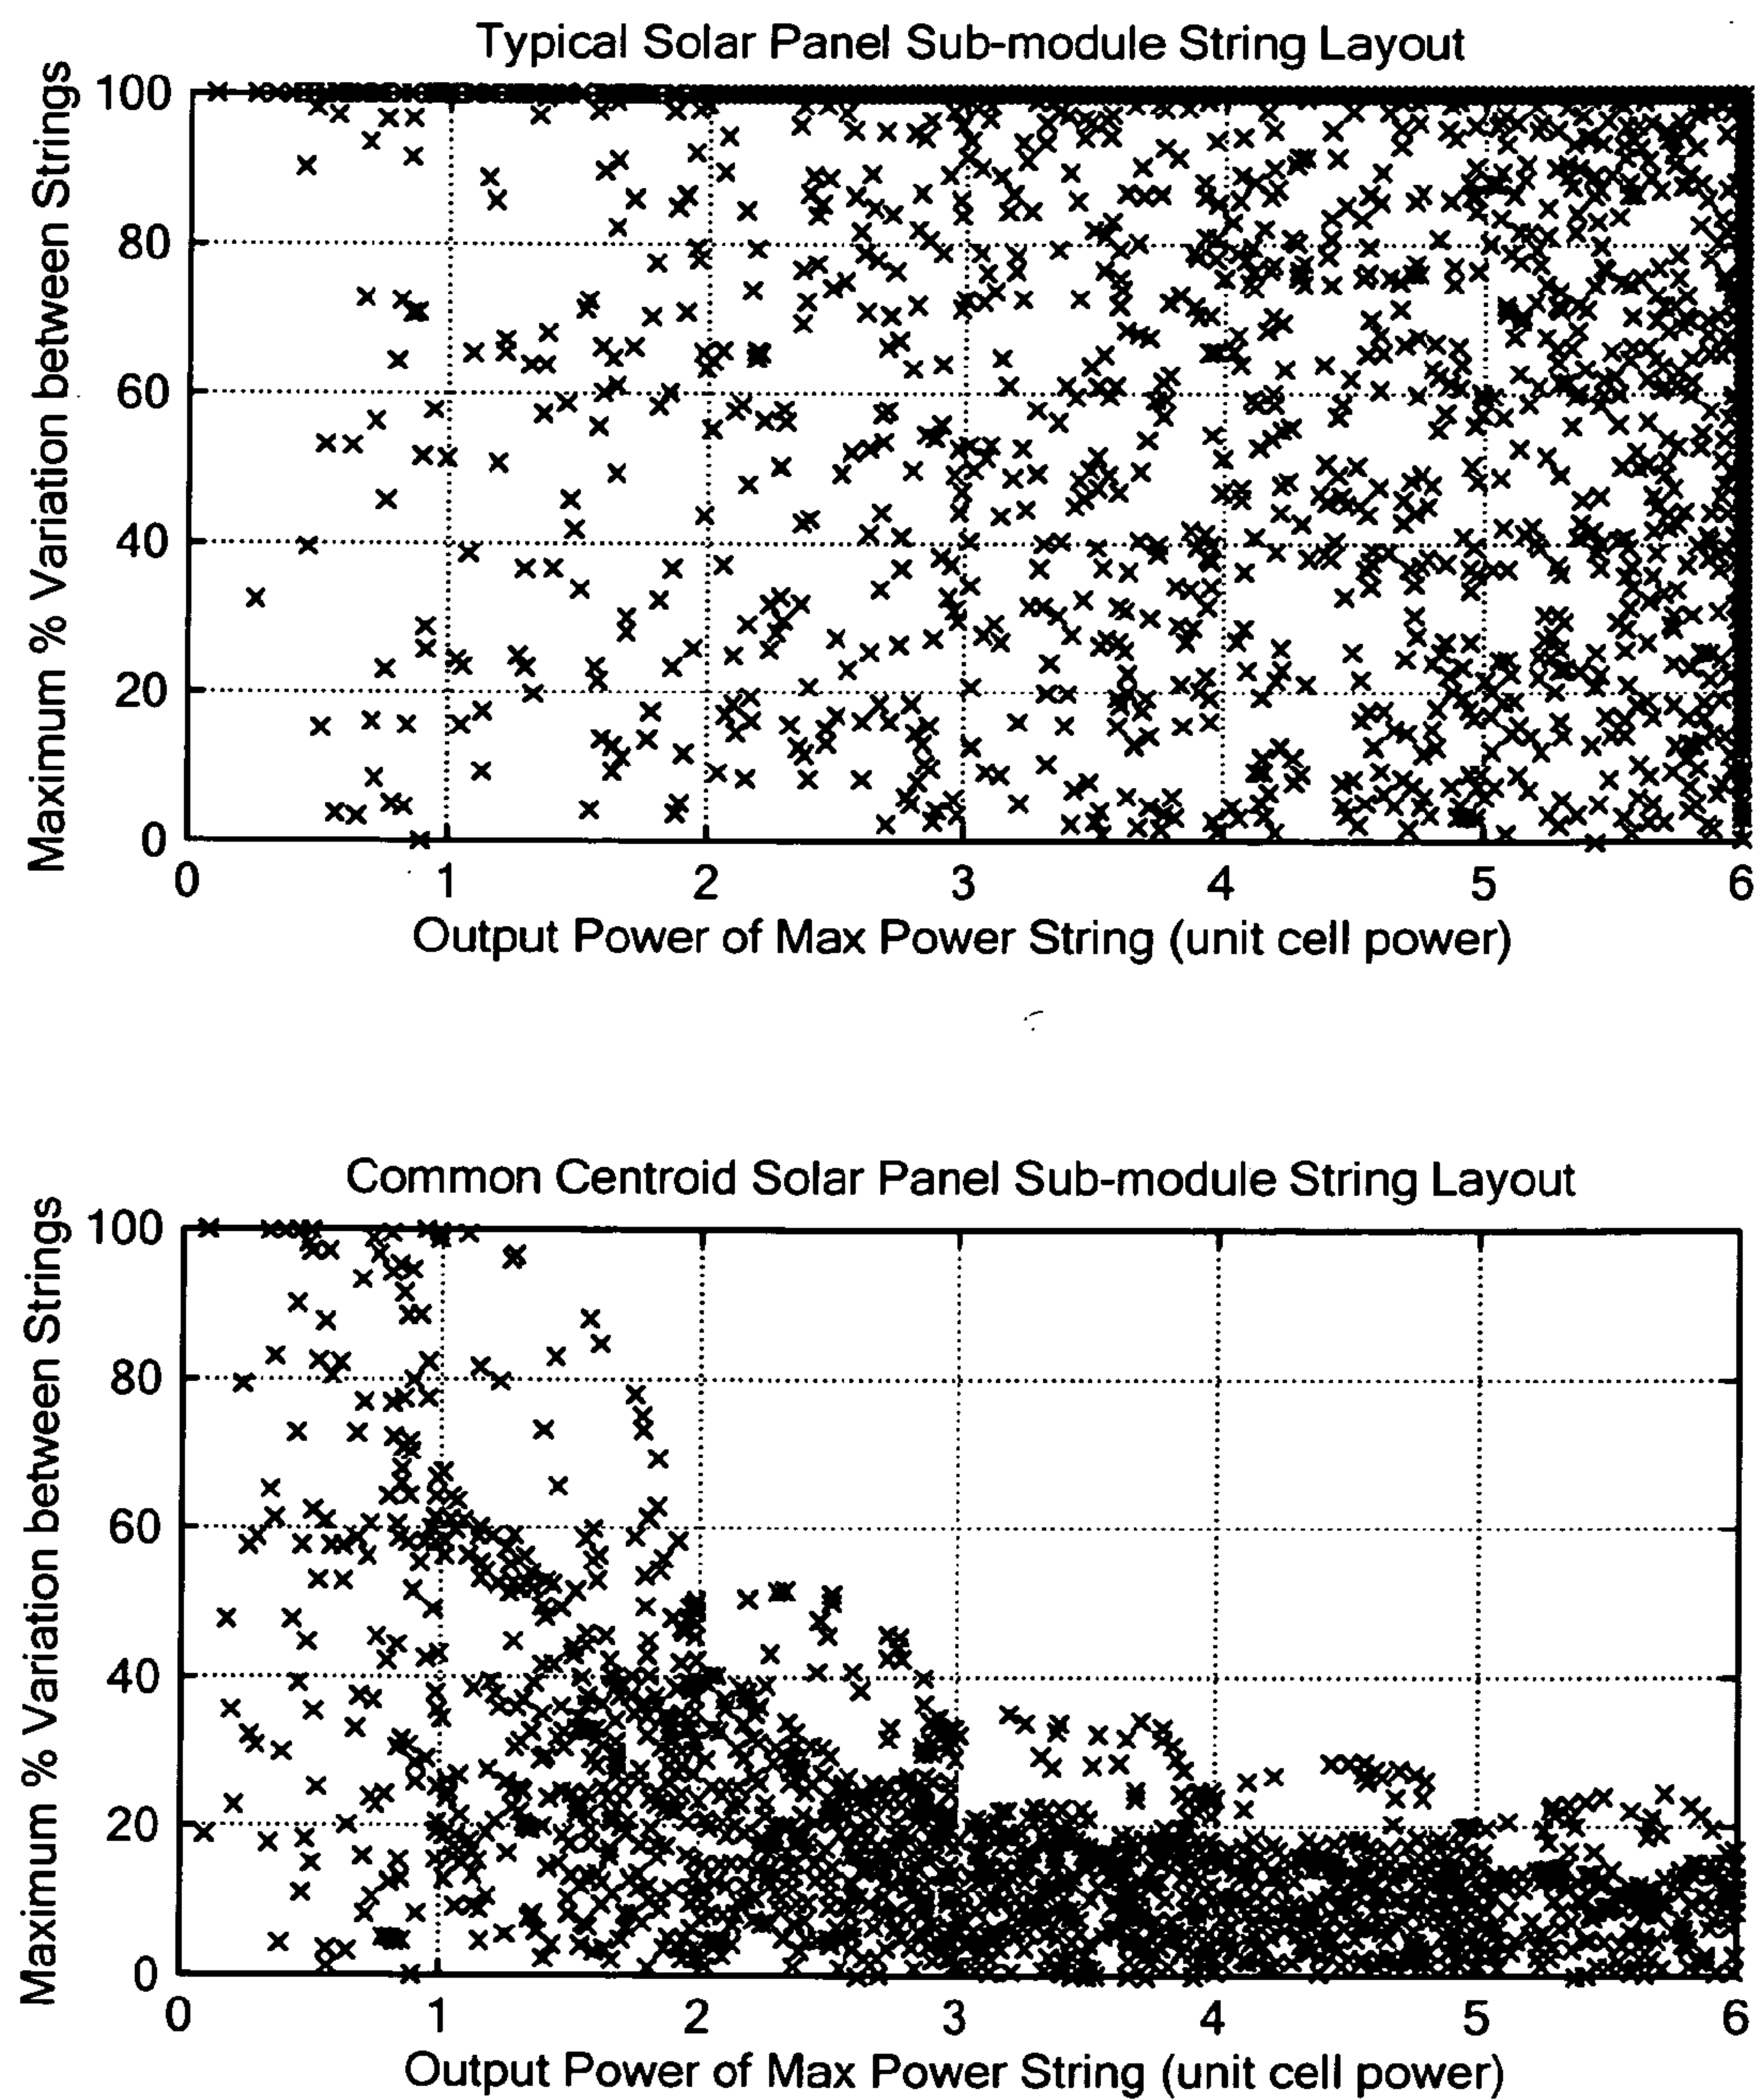 Typical Solar Panel Sub-module String Layout
Maximum % Variation between Strings
100
80
60
40
20
0
0 1 2 3 4 5 6
Output Power of Max Power String (unit cell power)
Common Centroid Solar Panel Sub-module String Layout
Maximum % Variation between Strings
100
80
60
40
20
0
0 1 2 3 4 5 6
Output Power of Max Power String (unit cell power)